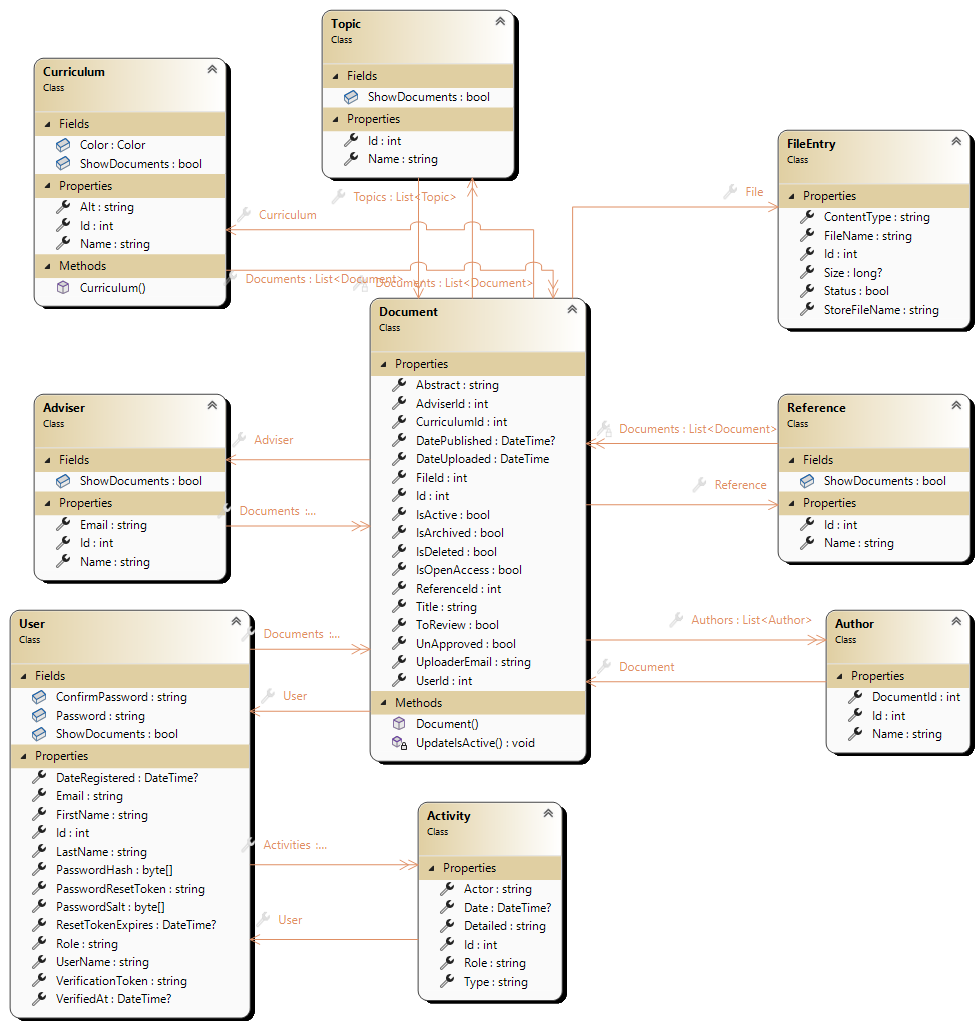 Topic
Class
Fields
ShowDocuments : bool
Properties
Id : int
Name : string
Curriculum
Class
Fields
Color : Color
ShowDocuments : bool
Properties
Alt : string
Id : int
Name : string
Methods
Curriculum()
FileEntry
Class
Properties
ContentType : string
FileName : string
Id : int
Size : long?
Status : bool
StoreFileName : string
Topics : List<Topic>
Curriculum
File
Documents : List<Document>
Documents : List<Document>
Document
Class
Properties
Abstract : string
AdviserId : int
CurriculumId : int
DatePublished : DateTime?
DateUploaded : DateTime
FileId : int
Id : int
IsActive : bool
IsArchived : bool
IsDeleted : bool
IsOpenAccess : bool
ReferenceId : int
Title : string
ToReview : bool
UnApproved : bool
UploaderEmail : string
UserId : int
Methods
Document()
UpdateIsActive() : void
Adviser
Class
Fields
ShowDocuments : bool
Properties
Email : string
Id : int
Name : string
Adviser
Documents :...
Documents : List<Document>
Reference
Reference
Class
Fields
ShowDocuments : bool
Properties
Id : int
Name : string
User
Class
Fields
ConfirmPassword : string
Password : string
ShowDocuments : bool
Properties
DateRegistered : DateTime?
Email : string
FirstName : string
Id : int
LastName : string
PasswordHash : byte[]
PasswordResetToken : string
PasswordSalt : byte[]
ResetTokenExpires : DateTime?
Role : string
UserName : string
VerificationToken : string
VerifiedAt : DateTime?
Documents :...
User
Authors : List<Author>
Document
Author
Class
Properties
DocumentId : int
Id : int
Name : string
Activities :...
User
Activity
Class
Properties
Actor : string
Date : DateTime?
Detailed : string
Id : int
Role : string
Type : string